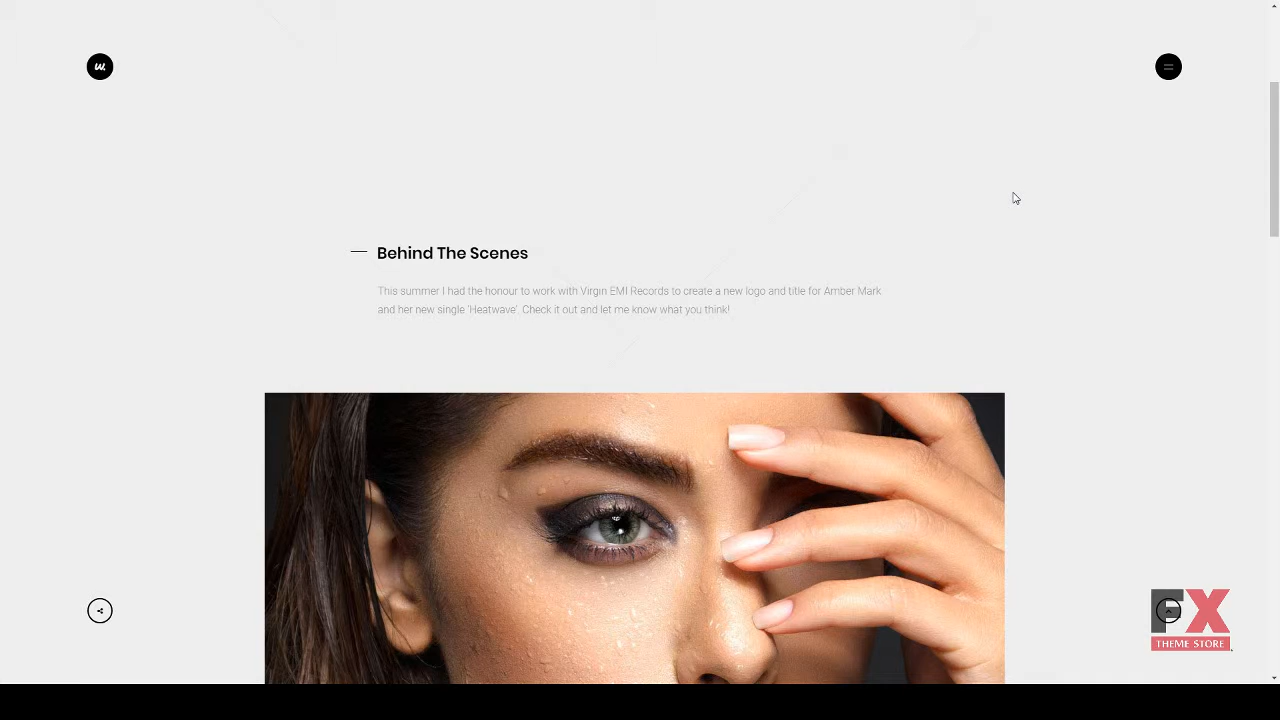 w.
Behind The Scenes
This summer I had the honour to work with Virgin EMI Records to create a new logo and title for Amber Mark
and her new single 'Heatwave'. Check it out and let me know what you think!
FX
THEME STORE